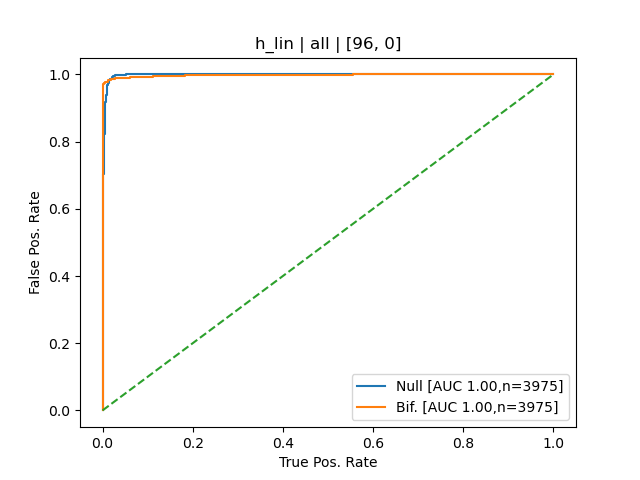 h_lin | all | [96, 0]
1.0
0.8
0.6
0.4
0.2
0.0
False Pos. Rate
0.0 0.2 0.4 0.6 0.8 1.0
True Pos. Rate
Null [AUC 1.00,n=3975]
Bif. [AUC 1.00,n=3975]